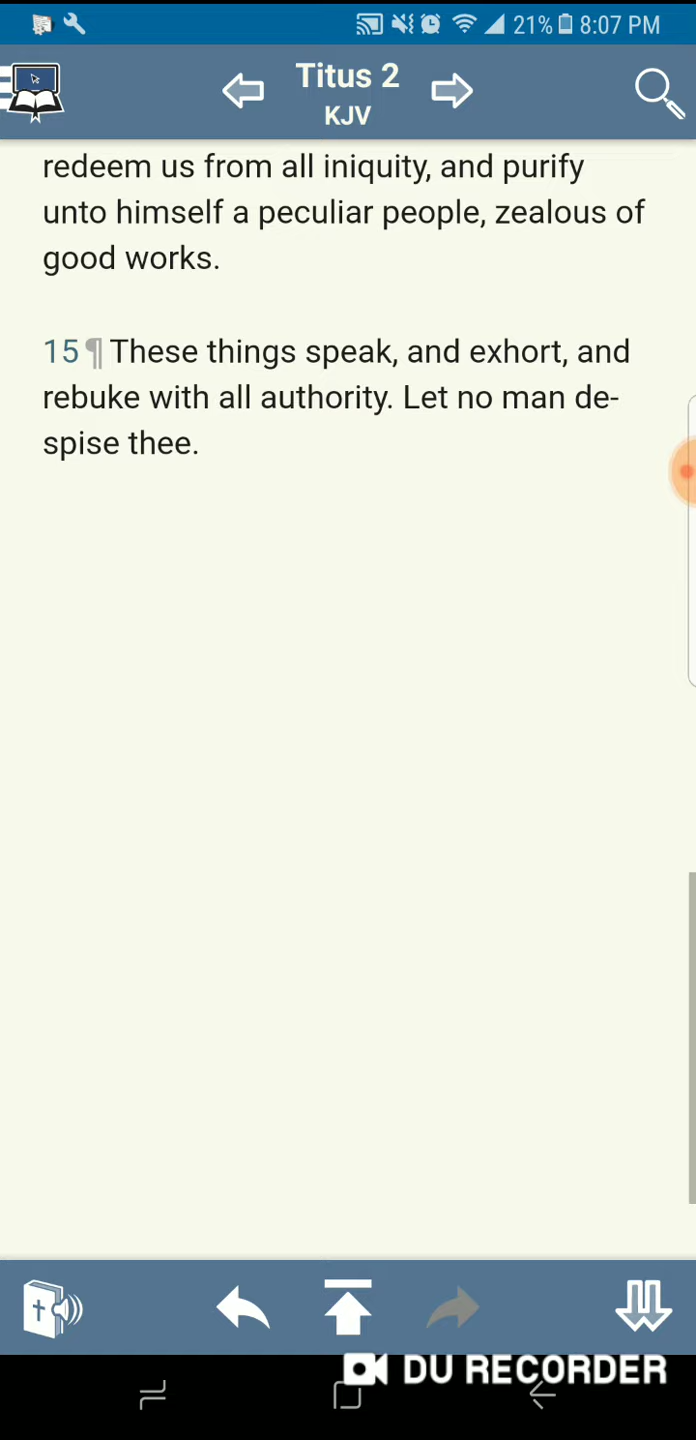 21% 8:07 PM
Titus 2
KJV
redeem us from all iniquity, and purify
unto himself a peculiar people, zealous of
good works.
15 ¶ These things speak, and exhort, and
rebuke with all authority. Let no man de-
spise thee.
DU RECORDER